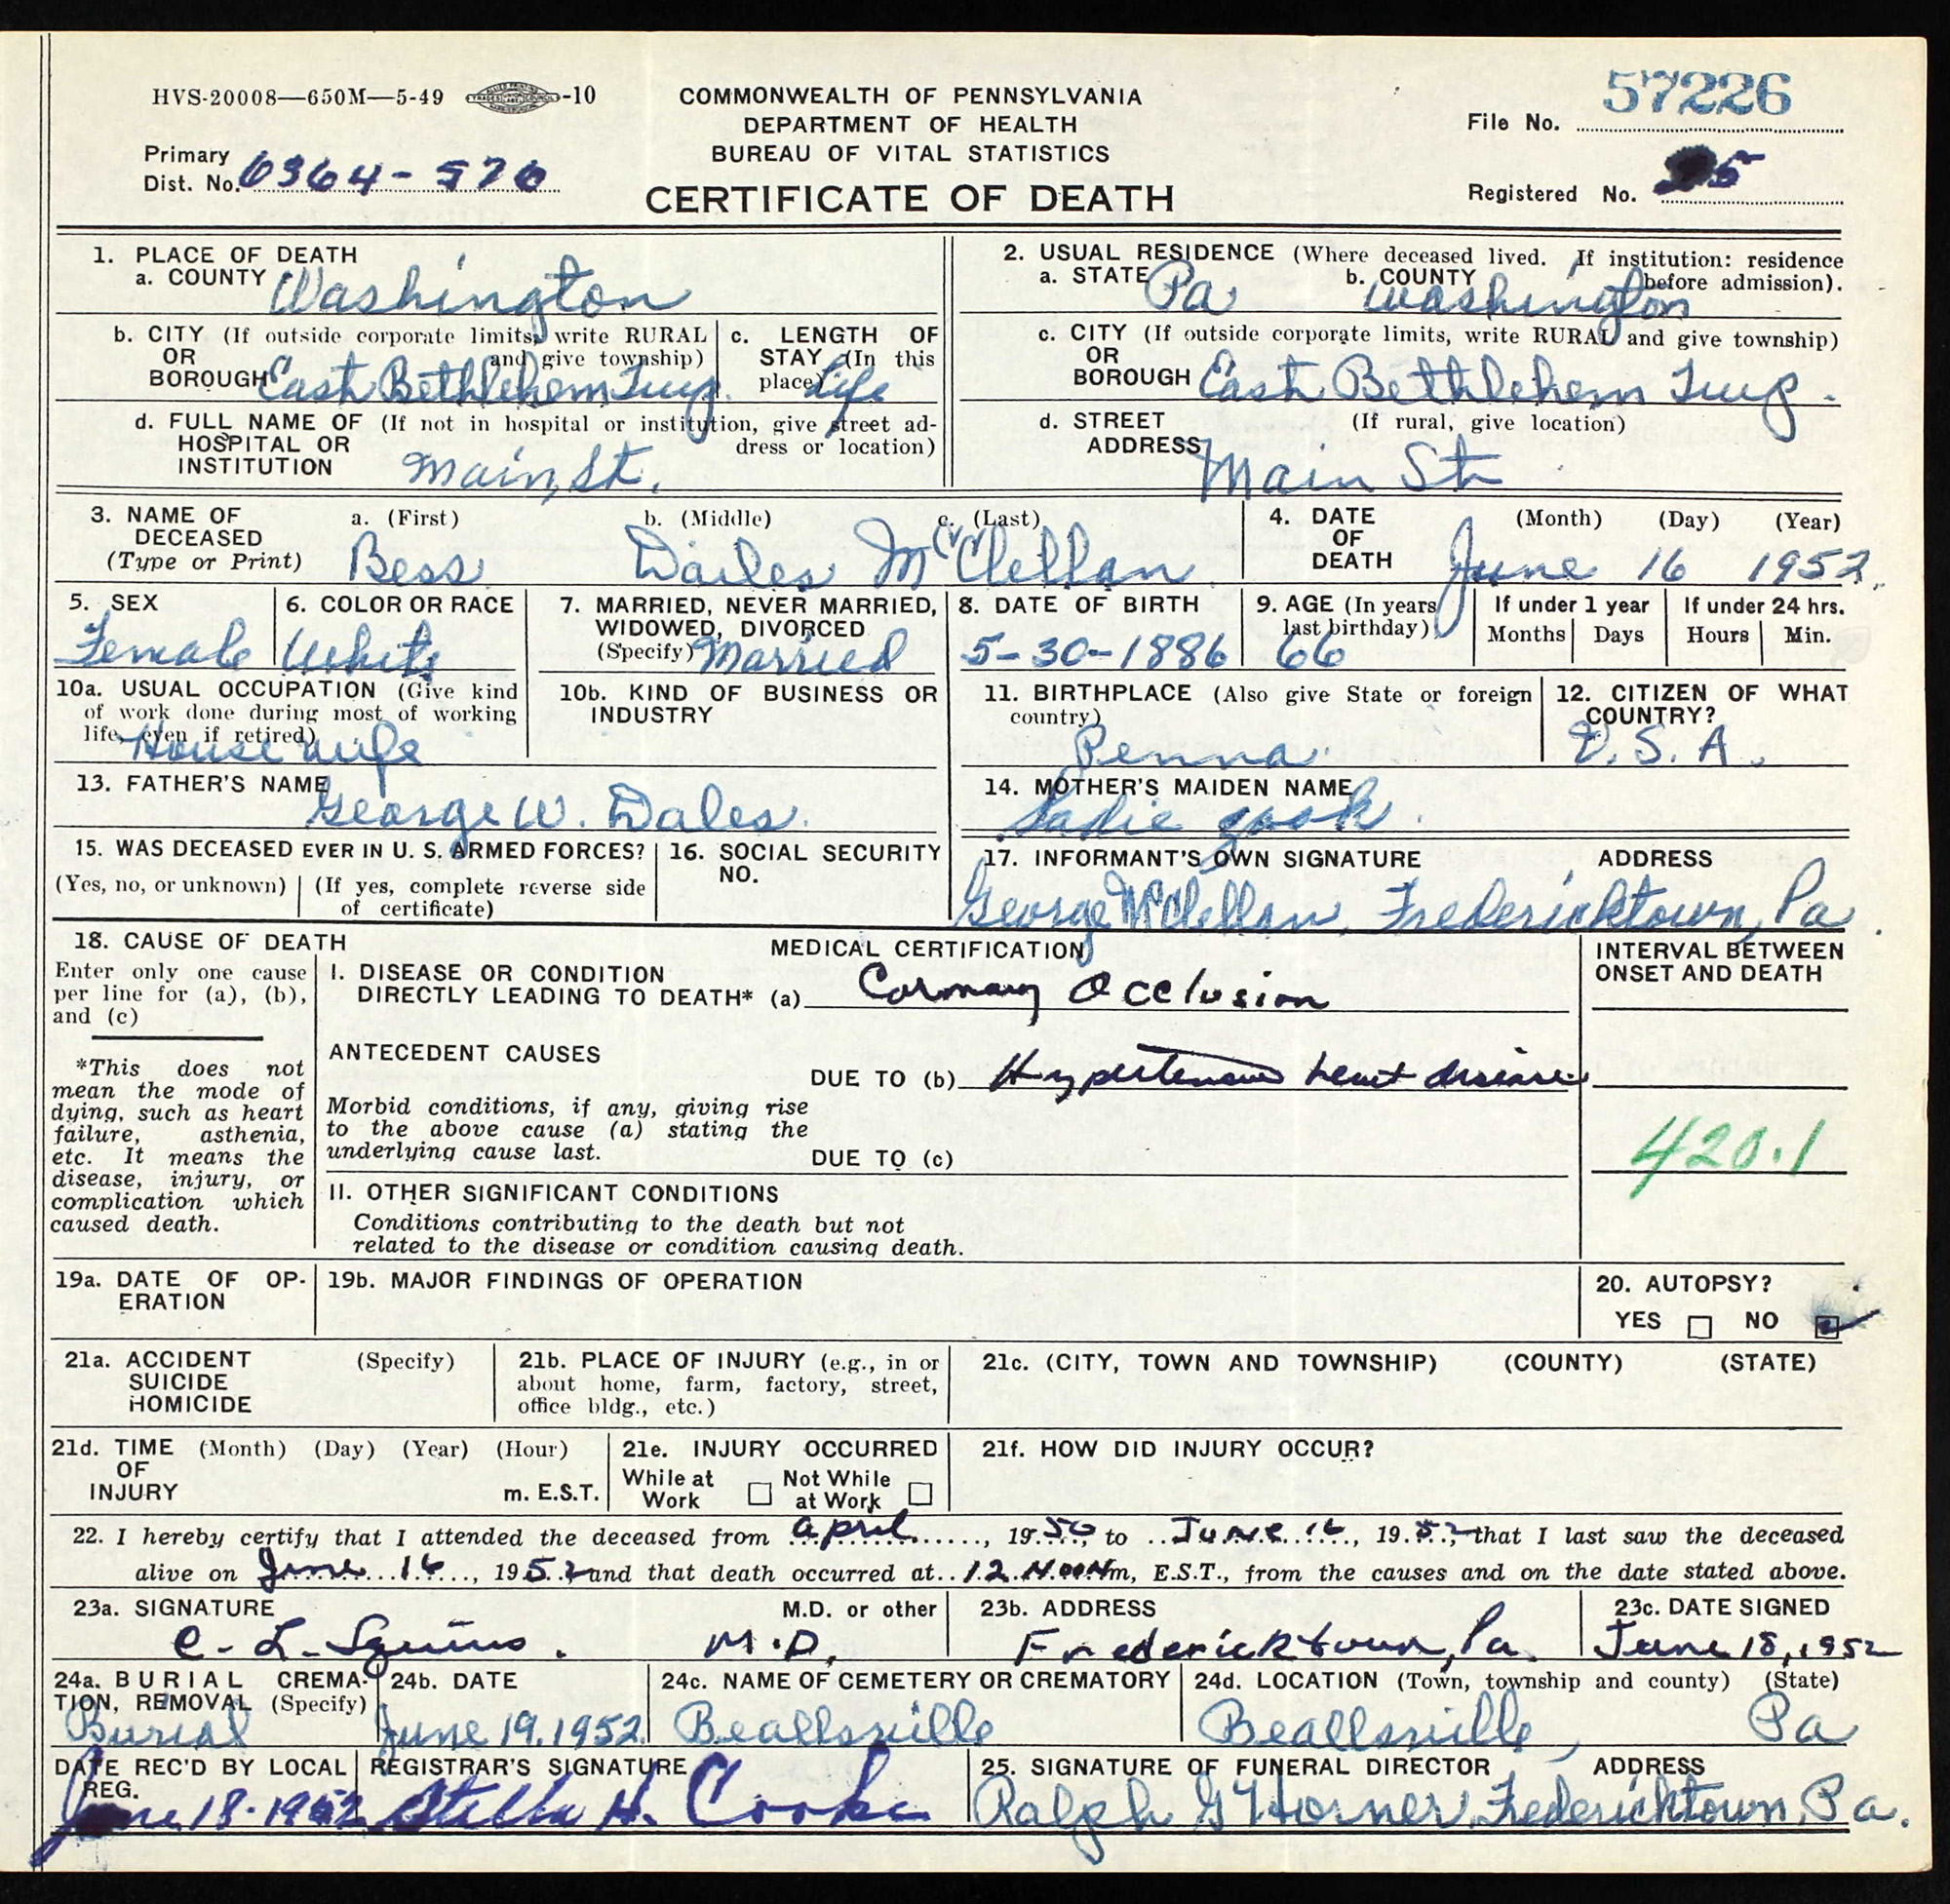 HVS-20008—650M—5-49 -10
COMMONWEALTH OF PENNSYLVANIA
DEPARTMENT OF HEALTH
BUREAU OF VITAL STATISTICS
CERTIFICATE OF DEATH
File No. 57226
Primary
Dist. No. 6364-570
Registered No. 5
1. PLACE OF DEATH
a. COUNTY Washington
b. CITY (If outside corporate limits, write RURAL
OR and give township)
BOROUGH East Bethlehem Twp.
c. LENGTH OF
STAY (In this
place) Life
d. FULL NAME OF (If not in hospital or institution, give street ad-
HOSPITAL OR dress or location)
INSTITUTION Main St.
2. USUAL RESIDENCE (Where deceased lived. If institution: residence
before admission).
a. STATE Pa b. COUNTY Washington
c. CITY (If outside corporate limits, write RURAL and give township)
OR
BOROUGH East Bethlehem Twp.
d. STREET (If rural, give location)
ADDRESS Main St
3. NAME OF a. (First) b. (Middle) c. (Last)
DECEASED
(Type or Print) Bess Dailes McClellan
4. DATE (Month) (Day) (Year)
OF
DEATH June 16 1952.
5. SEX
Female
6. COLOR OR RACE
White
7. MARRIED, NEVER MARRIED,
WIDOWED, DIVORCED
(Specify) Married
8. DATE OF BIRTH
5-30-1886
9. AGE (In years
last birthday)
66
If under 1 year
Months Days
If under 24 hrs.
Hours Min.
10a. USUAL OCCUPATION (Give kind
of work done during most of working
life, even if retired)
House wife
10b. KIND OF BUSINESS OR
INDUSTRY
11. BIRTHPLACE (Also give State or foreign
country)
Penna.
12. CITIZEN OF WHAT
COUNTRY?
U.S.A.
13. FATHER'S NAME
George W. Dales.
14. MOTHER'S MAIDEN NAME
Sadie
15. WAS DECEASED EVER IN U. S. ARMED FORCES?
(Yes, no, or unknown) (If yes, complete reverse side
of certificate)
16. SOCIAL SECURITY
NO.
17. INFORMANT'S OWN SIGNATURE ADDRESS
George McClellan, Fredericktown, Pa.
18. CAUSE OF DEATH
Enter only one cause
per line for (a), (b),
and (c)
*This does not
mean the mode of
dying, such as heart
failure, asthenia,
etc. It means the
disease, injury, or
complication which
caused death.
MEDICAL CERTIFICATION
I. DISEASE OR CONDITION
DIRECTLY LEADING TO DEATH* (a) Coronary Occlusion
ANTECEDENT CAUSES
DUE TO (b) Hypertensive heart disease
Morbid conditions, if any, giving rise
to the above cause (a) stating the
underlying cause last.
DUE TO (c)
II. OTHER SIGNIFICANT CONDITIONS
Conditions contributing to the death but not
related to the disease or condition causing death.
INTERVAL BETWEEN
ONSET AND DEATH
420.1
19a. DATE OF OP-
ERATION
19b. MAJOR FINDINGS OF OPERATION
20. AUTOPSY?
YES NO
21a. ACCIDENT (Specify)
SUICIDE
HOMICIDE
21b. PLACE OF INJURY (e.g., in or
about home, farm, factory, street,
office bldg., etc.)
21c. (CITY, TOWN AND TOWNSHIP) (COUNTY) (STATE)
21d. TIME (Month) (Day) (Year) (Hour)
OF
INJURY m. E.S.T.
21e. INJURY OCCURRED
While at Not While
Work at Work
21f. HOW DID INJURY OCCUR?
22. I hereby certify that I attended the deceased from April, 1950, to June 16, 1952, that I last saw the deceased
alive on June 16, 1952 and that death occurred at 12 Noon m, E.S.T., from the causes and on the date stated above.
23a. SIGNATURE M.D. or other
C. L. M.D.
23b. ADDRESS
Fredericktown, Pa.
23c. DATE SIGNED
June 18, 1952
24a. BURIAL CREMA-
TION, REMOVAL (Specify)
Burial
24b. DATE
June 19, 1952
24c. NAME OF CEMETERY OR CREMATORY
Beallsville
24d. LOCATION (Town, township and county) (State)
Beallsville, Pa
DATE REC'D BY LOCAL
REG.
June 18-1952
REGISTRAR'S SIGNATURE
Stella H. Cooke
25. SIGNATURE OF FUNERAL DIRECTOR ADDRESS
Ralph G Horner, Fredericktown, Pa.